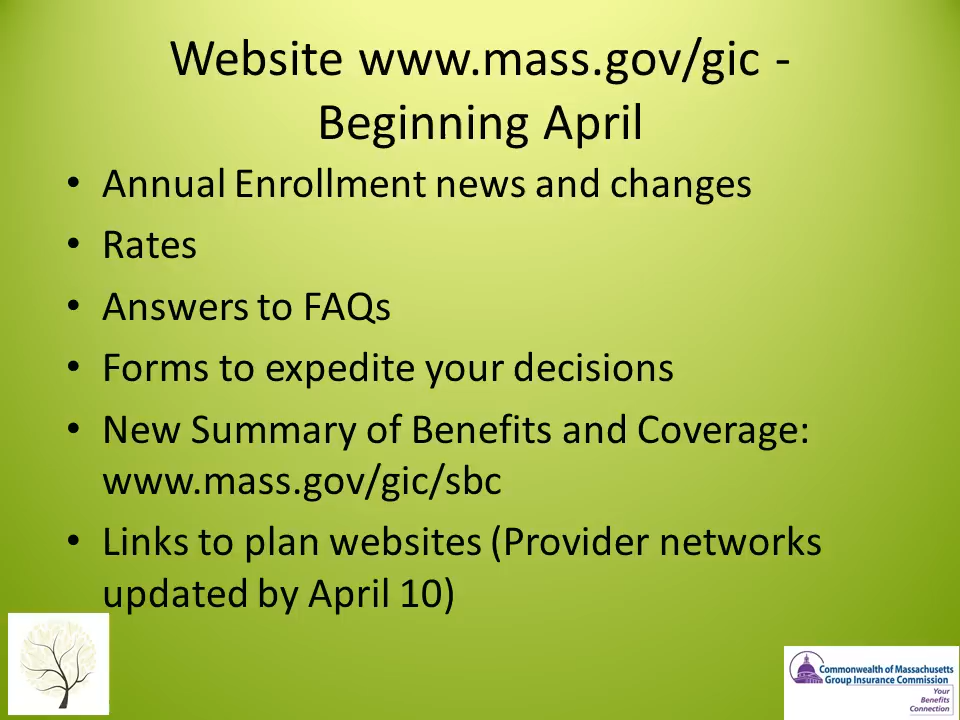 Website www.mass.gov/gic -
Beginning April
• Annual Enrollment news and changes
• Rates
• Answers to FAQs
• Forms to expedite your decisions
• New Summary of Benefits and Coverage:
www.mass.gov/gic/sbc
• Links to plan websites (Provider networks
updated by April 10)
Commonwealth of Massachusetts
Group Insurance Commission
Your
Benefits
Connection